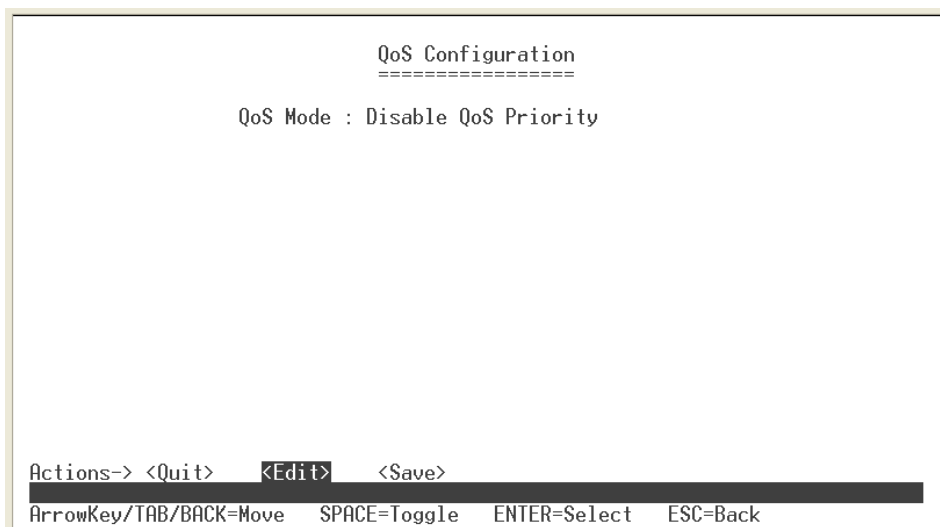 QoS Configuration
=================
QoS Mode : Disable QoS Priority
Actions-> <Quit> <Edit> <Save>
ArrowKey/TAB/BACK=Move SPACE=Toggle ENTER=Select ESC=Back